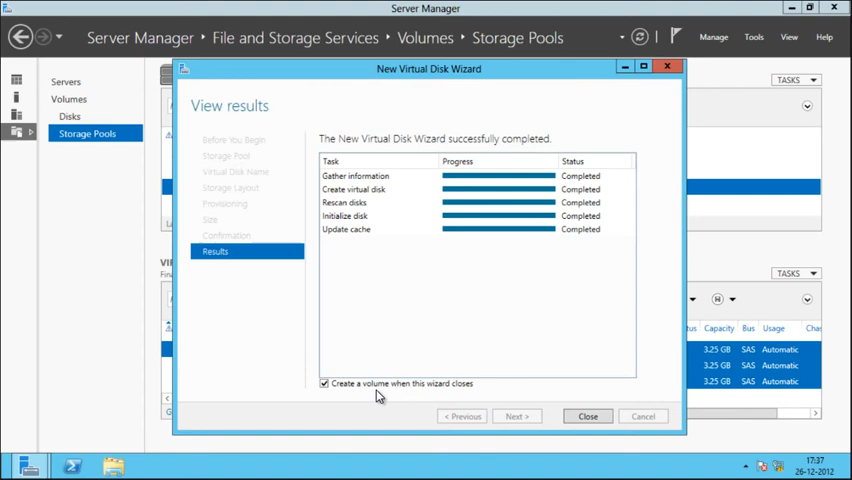 Server Manager
Server Manager · File and Storage Services · Volumes · Storage Pools
Manage Tools View Help
Servers
Volumes
Disks
Storage Pools
TASKS
New Virtual Disk Wizard
View results
Before You Begin
Storage Pool
Virtual Disk Name
Storage Layout
Provisioning
Size
Confirmation
Results
The New Virtual Disk Wizard successfully completed.
Task Progress Status
Gather information Completed
Create virtual disk Completed
Rescan disks Completed
Initialize disk Completed
Update cache Completed
Create a volume when this wizard closes
< Previous Next > Close Cancel
TASKS
Capacity Bus Usage
3.25 GB SAS Automatic
3.25 GB SAS Automatic
3.25 GB SAS Automatic
17:37
26-12-2012